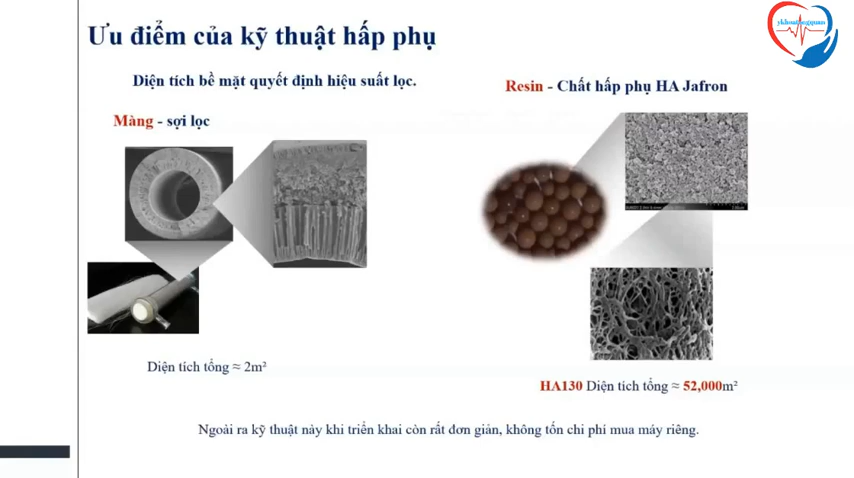 ykhoatongquan
Ưu điểm của kỹ thuật hấp phụ
Diện tích bề mặt quyết định hiệu suất lọc.
Resin - Chất hấp phụ HA Jafron
Màng - sợi lọc
Diện tích tổng ≈ 2m²
HA130 Diện tích tổng ≈ 52,000m²
Ngoài ra kỹ thuật này khi triển khai còn rất đơn giản, không tốn chi phí mua máy riêng.